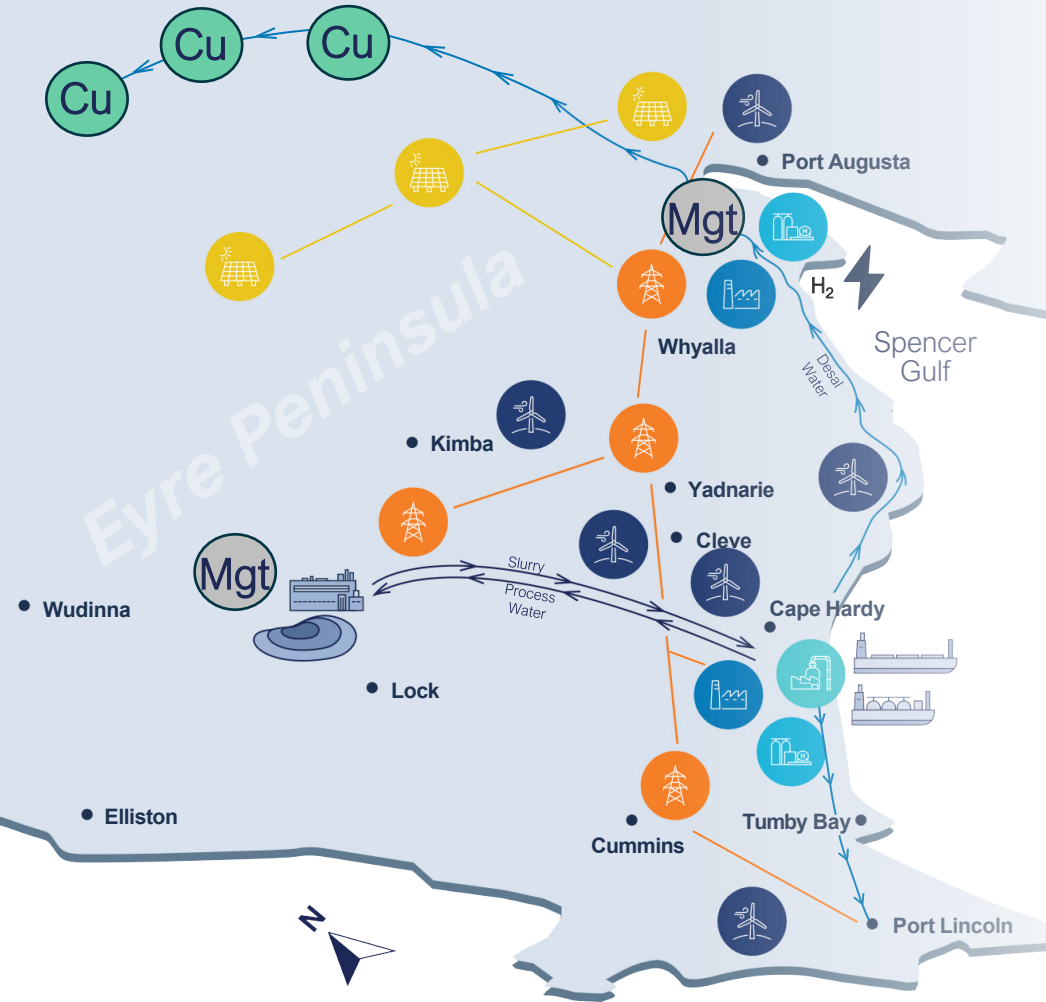 Cu
Cu
Cu
Port Augusta
Mgt
H₂
Spencer
Gulf
Whyalla
Desal
Water
Eyre Peninsula
Kimba
Yadnarie
Cleve
Mgt
Slurry
Process
Water
Wudinna
Cape Hardy
Lock
Elliston
Tumby Bay
Cummins
N
Port Lincoln
H
H